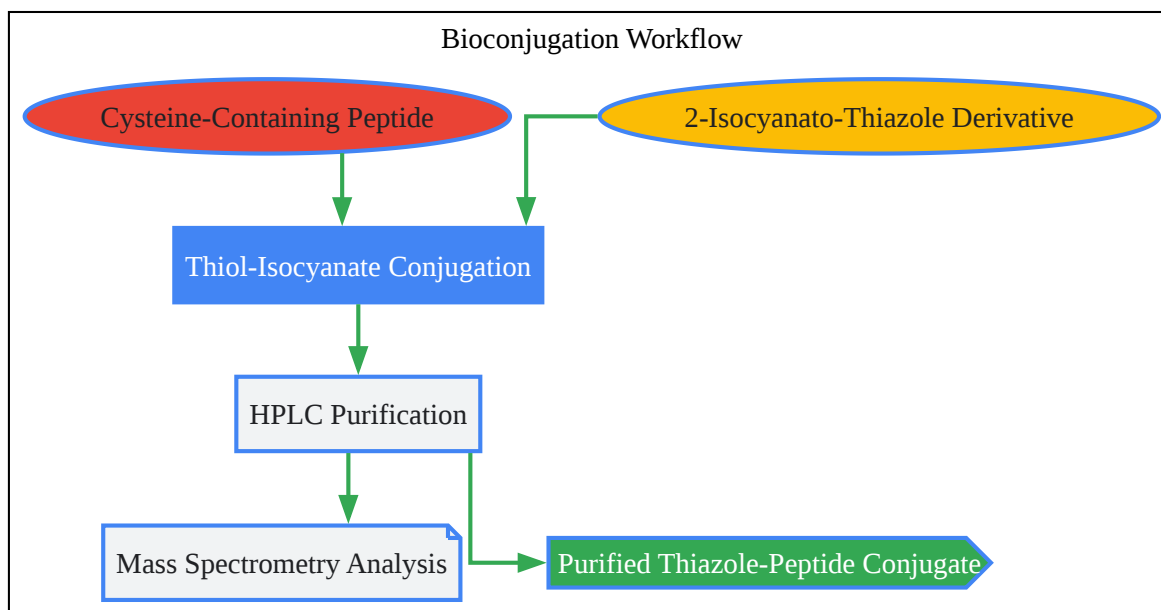 Bioconjugation Workflow
Cysteine-Containing Peptide
2-Isocyanato-Thiazole Derivative
Thiol-Isocyanate Conjugation
HPLC Purification
Mass Spectrometry Analysis
Purified Thiazole-Peptide Conjugate